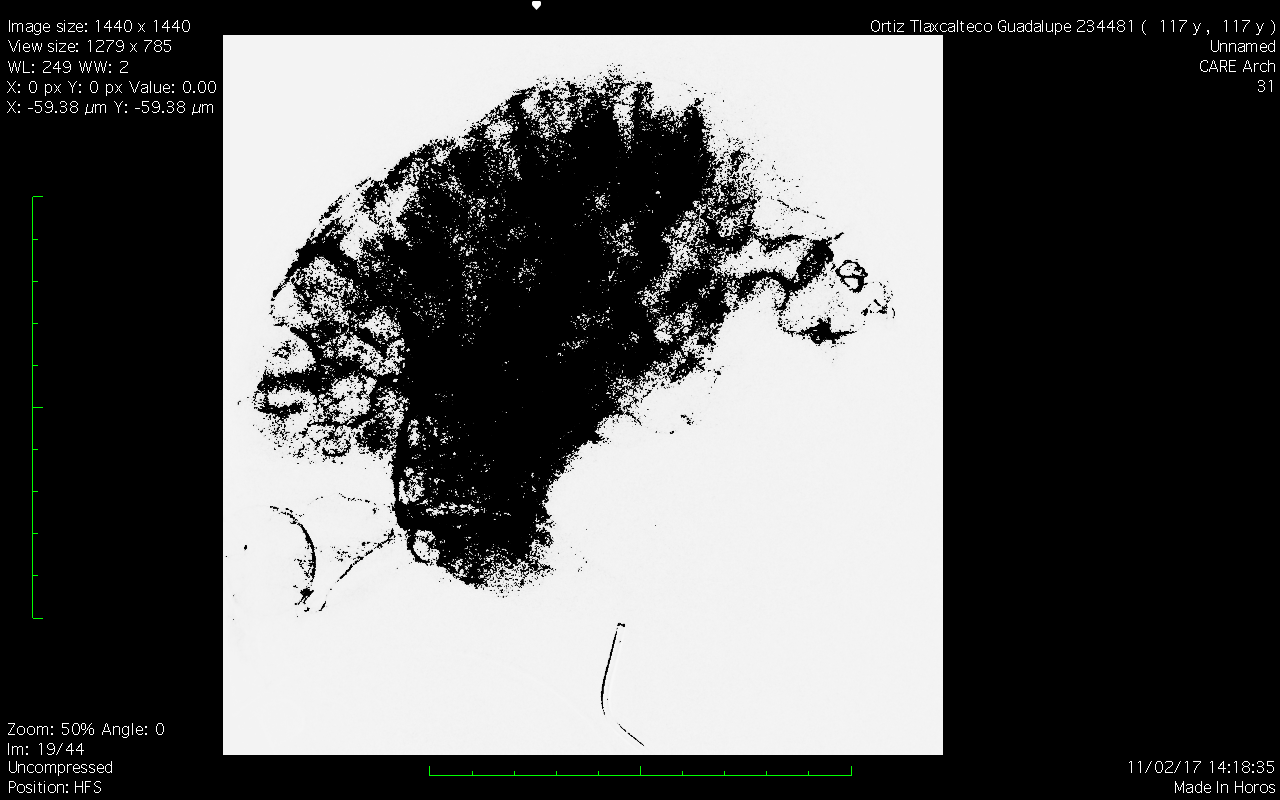 Image size: 1440 x 1440
View size: 1279 x 785
WL: 249 WW: 2
X: 0 px Y: 0 px Value: 0.00
X: -59.38 µm Y: -59.38 µm
Ortiz Tlaxcalteco Guadalupe 234481 ( 117 y , 117 y )
Unnamed
CARE Arch
31
Zoom: 50% Angle: 0
Im: 19/44
Uncompressed
Position: HFS
11/02/17 14:18:35
Made In Horos